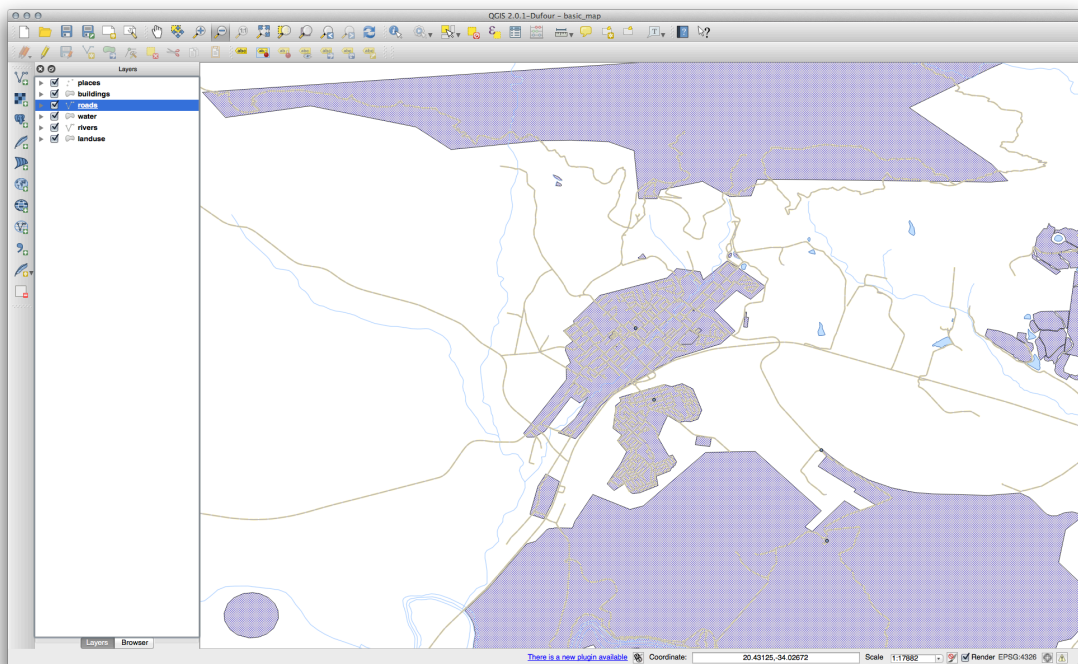 QGIS 2.0.1-Dufour - basic_map
Layers
places
buildings
roads
water
rivers
landuse
Layers Browser
There is a new plugin available Coordinate: 20.43125,-34.02672 Scale 1:17882 Render EPSG:4326